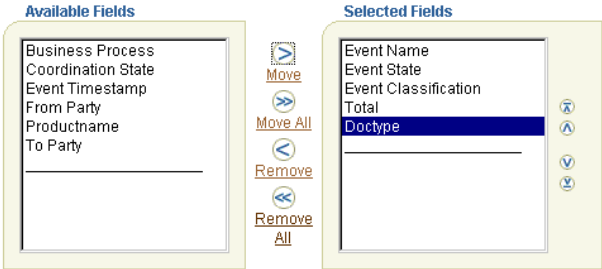 Available Fields
Business Process
Coordination State
Event Timestamp
From Party
Productname
To Party
Move
Move All
Remove
Remove
All
Selected Fields
Event Name
Event State
Event Classification
Total
Doctype